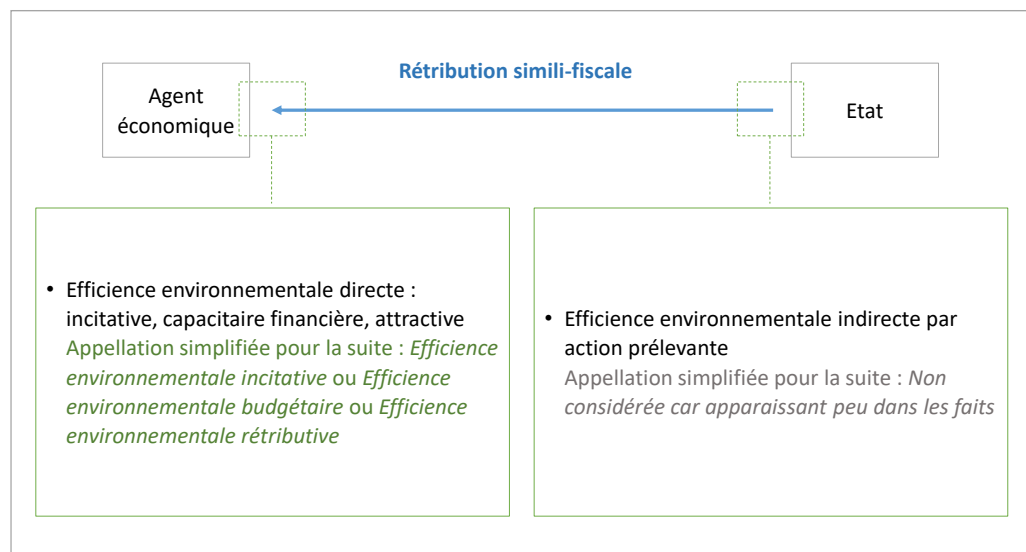 Rétribution simili-fiscale
Agent
économique
Etat
• Efficience environnementale directe :
incitative, capacitaire financière, attractive
Appellation simplifiée pour la suite : Efficience
environnementale incitative ou Efficience
environnementale budgétaire ou Efficience
environnementale rétributive
• Efficience environnementale indirecte par
action prélevante
Appellation simplifiée pour la suite : Non
considérée car apparaissant peu dans les faits